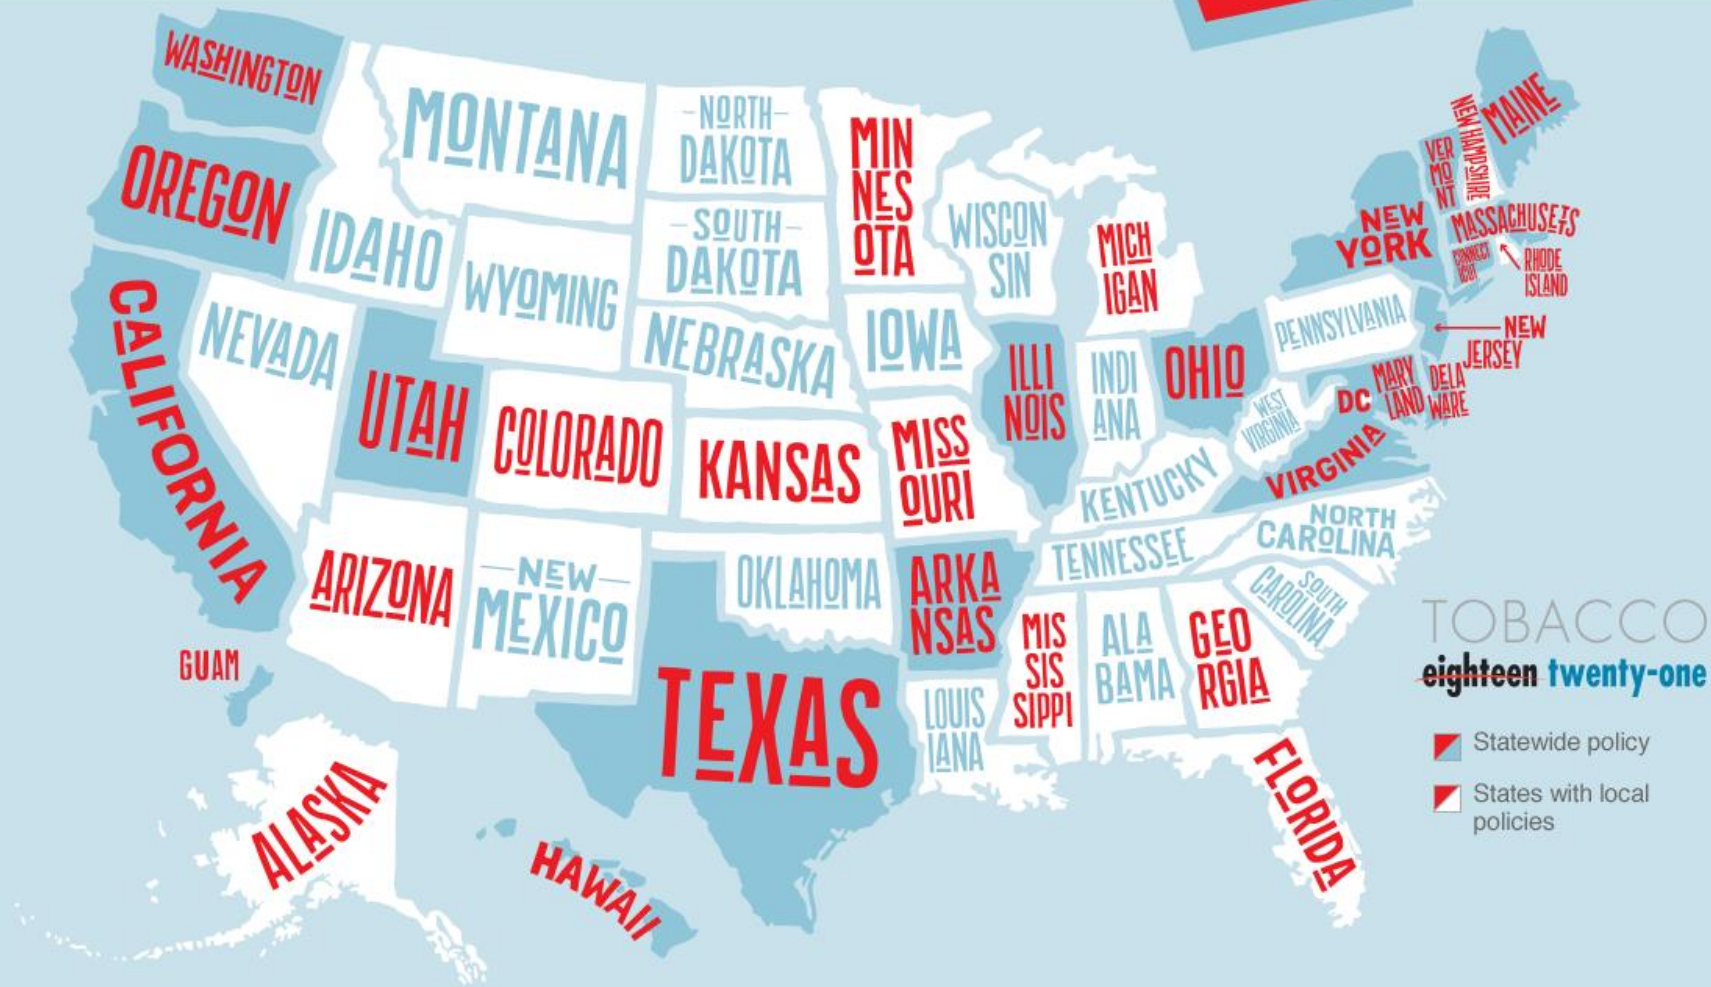 WASHINGTON
OREGON
CALIFORNIA
MONTANA
IDAHO
NEVADA
WYOMING
UTAH
COLORADO
ARIZONA
NEW
MEXICO
NORTH
DAKOTA
SOUTH
DAKOTA
NEBRASKA
KANSAS
OKLAHOMA
TEXAS
MIN
NES
OTA
IOWA
MISS
OURI
ARKA
NSAS
LOUIS
IANA
WISCON
SIN
ILLI
NOIS
MICH
IGAN
INDI
ANA
OHIO
KENTUCKY
TENNESSEE
MIS
SIS
SIPPI
ALA
BAMA
GEO
RGIA
FLORIDA
SOUTH
CAROLINA
NORTH
CAROLINA
VIRGINIA
WEST
VIRGINIA
PENNSYLVANIA
NEW
YORK
VER
MO
NT
NEW HAMPSHIRE
MAINE
MASSACHUSETS
CONNECT
ICUT
RHODE
ISLAND
NEW
JERSEY
DC
MARY
LAND
DELA
WARE
GUAM
ALASKA
HAWAII
TOBACCO
eighteen twenty-one
Statewide policy
States with local
policies